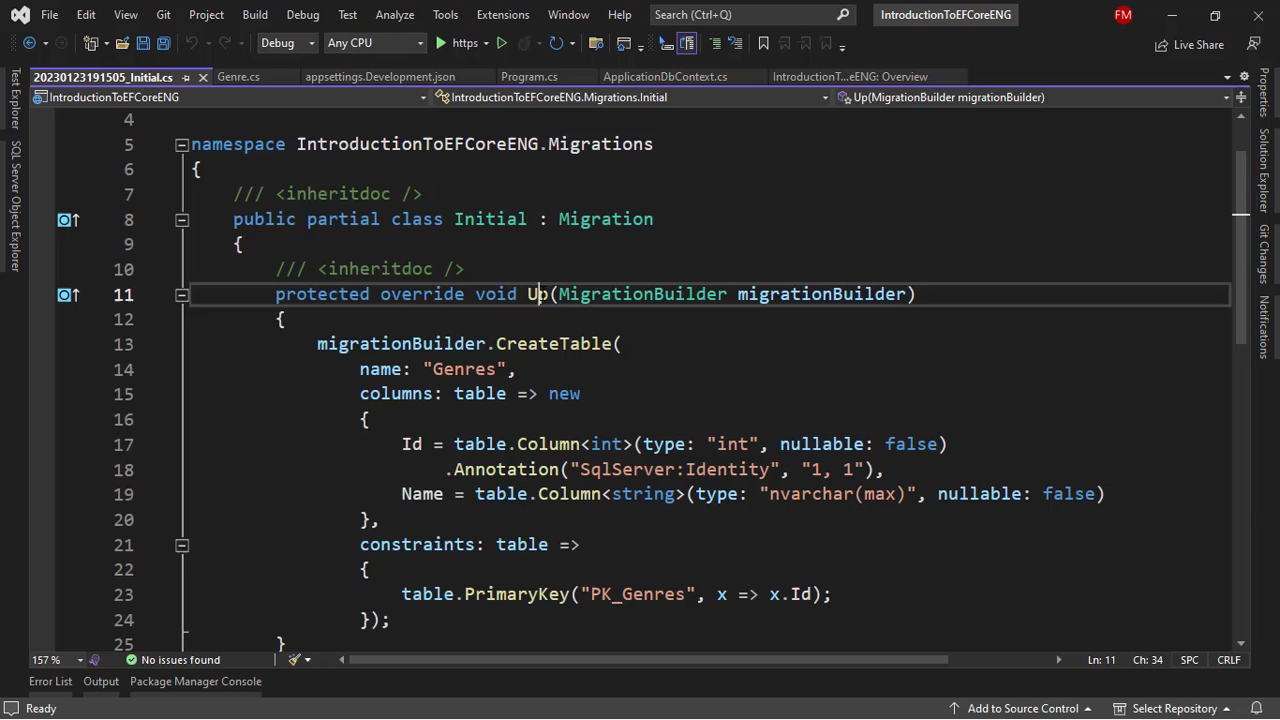 File Edit View Git Project Build Debug Test Analyze Tools Extensions Window Help Search (Ctrl+Q) IntroductionToEFCoreENG FM
Debug Any CPU https Live Share
20230123191505_Initial.cs Genre.cs appsettings.Development.json Program.cs ApplicationDbContext.cs IntroductionT...eENG: Overview
IntroductionToEFCoreENG IntroductionToEFCoreENG.Migrations.Initial Up(MigrationBuilder migrationBuilder)
Test Explorer
SQL Server Object Explorer
4
5 namespace IntroductionToEFCoreENG.Migrations
6 {
7 /// <inheritdoc />
8 public partial class Initial : Migration
9 {
10 /// <inheritdoc />
11 protected override void Up(MigrationBuilder migrationBuilder)
12 {
13 migrationBuilder.CreateTable(
14 name: "Genres",
15 columns: table => new
16 {
17 Id = table.Column<int>(type: "int", nullable: false)
18 .Annotation("SqlServer:Identity", "1, 1"),
19 Name = table.Column<string>(type: "nvarchar(max)", nullable: false)
20 },
21 constraints: table =>
22 {
23 table.PrimaryKey("PK_Genres", x => x.Id);
24 });
25 }
Properties
Solution Explorer
Git Changes
Notifications
157 % No issues found Ln: 11 Ch: 34 SPC CRLF
Error List Output Package Manager Console
Ready Add to Source Control Select Repository